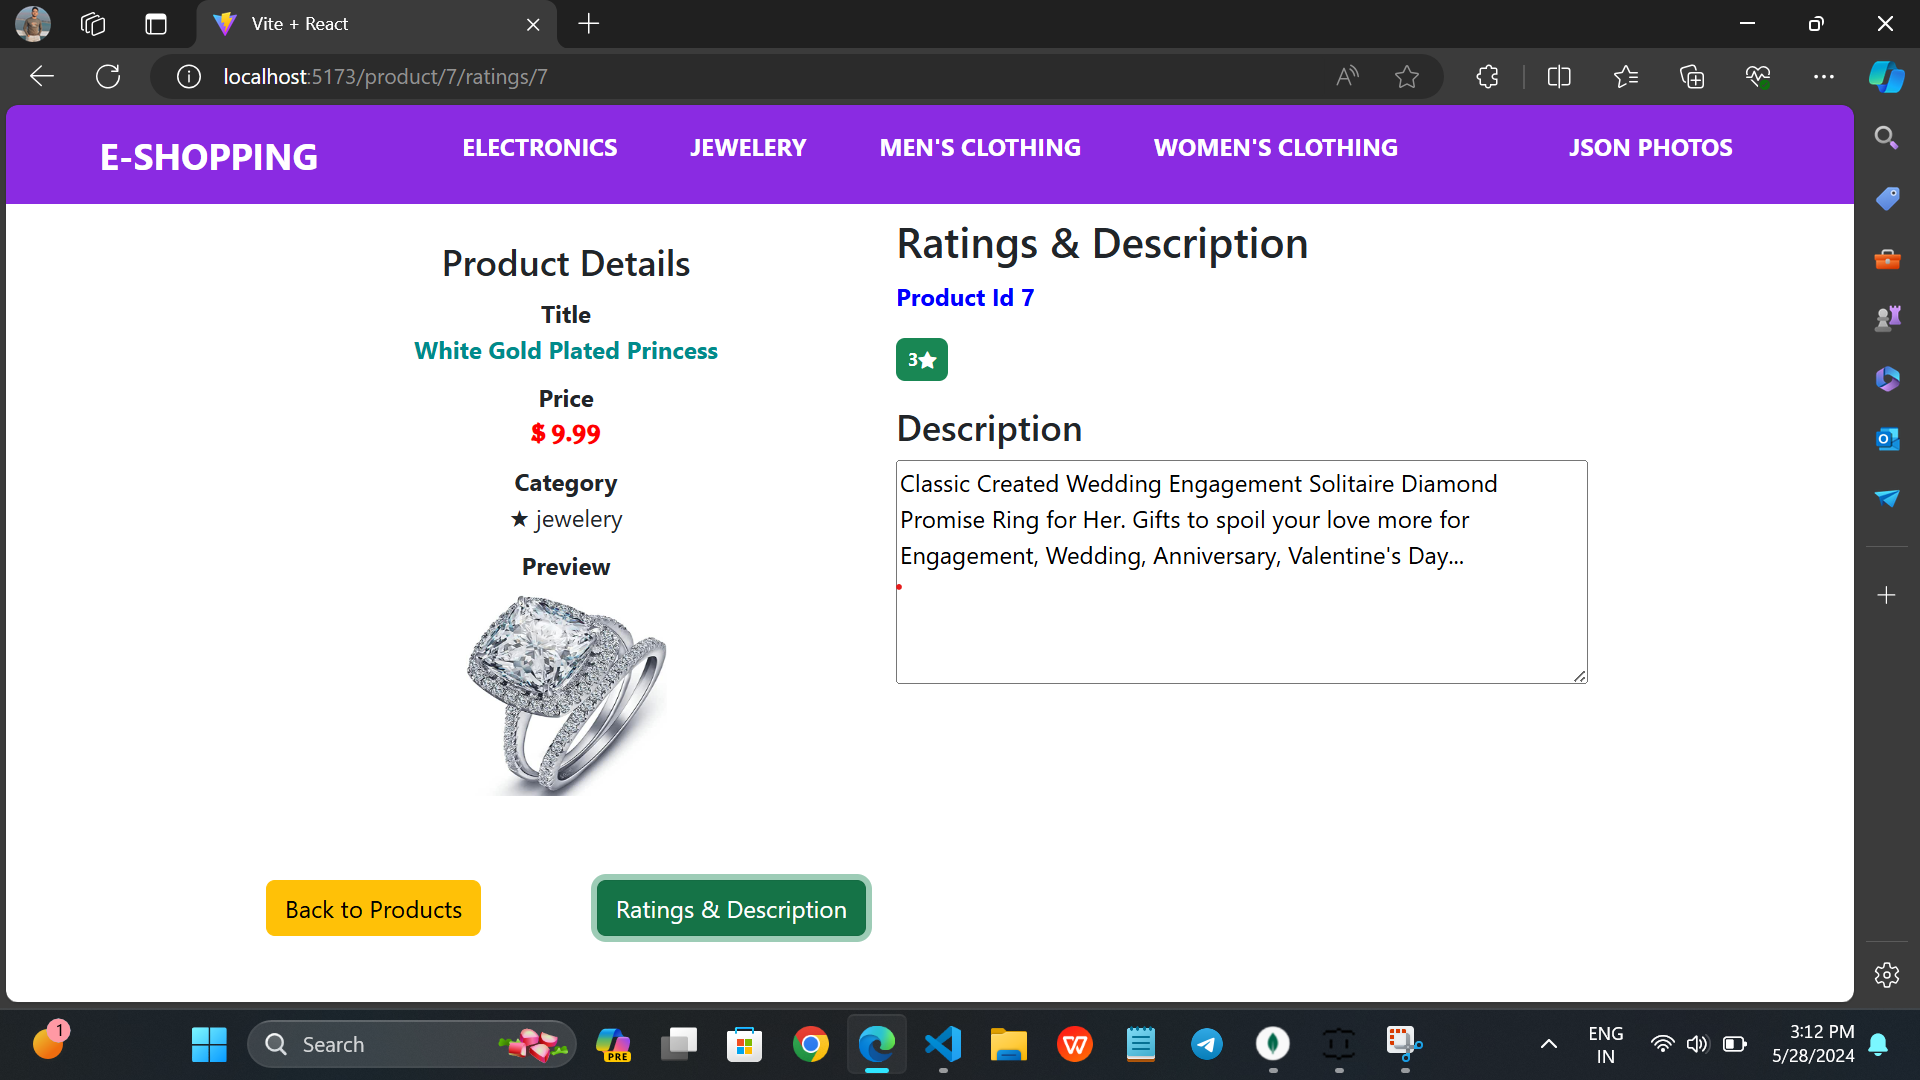 Vite + React
localhost:5173/product/7/ratings/7
E-SHOPPING
ELECTRONICS
JEWELERY
MEN'S CLOTHING
WOMEN'S CLOTHING
JSON PHOTOS
Product Details
Title
White Gold Plated Princess
Price
$ 9.99
Category
★ jewelery
Preview
Back to Products
Ratings & Description
Ratings & Description
Product Id 7
3★
Description
Classic Created Wedding Engagement Solitaire Diamond
Promise Ring for Her. Gifts to spoil your love more for
Engagement, Wedding, Anniversary, Valentine's Day...
1
Search
PRE
ENG
IN
3:12 PM
5/28/2024